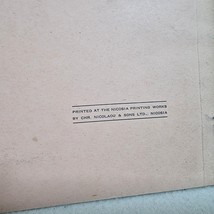 PRINTED AT THE NICOSIA PRINTING WORKS
BY CHR. NICOLAOU & SONS LTD., NICOSIA